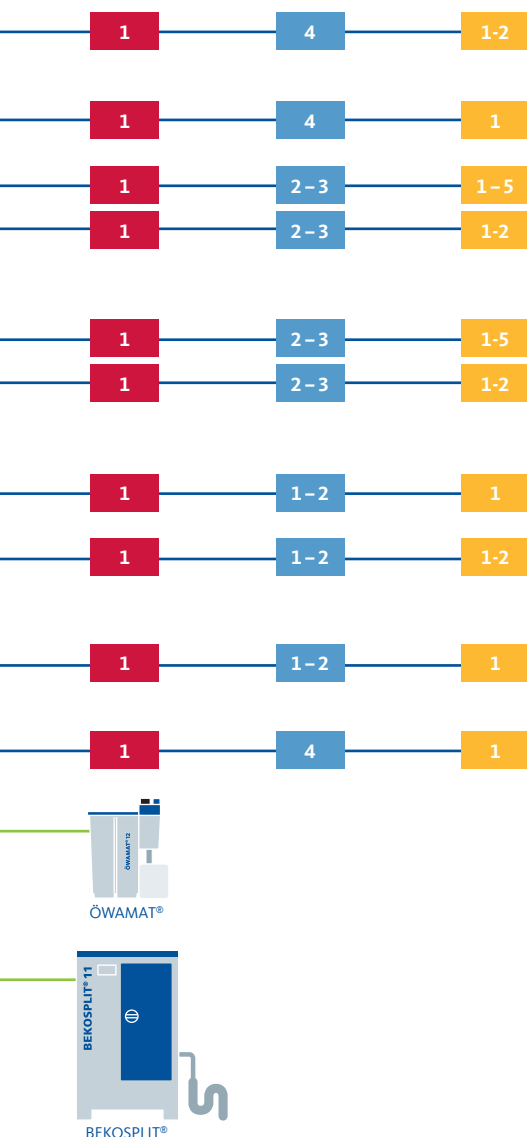 1 4 1-2
1 4 1
1 2–3 1–5
1 2–3 1-2
1 2–3 1-5
1 2–3 1-2
1 1–2 1
1 1–2 1-2
1 1–2 1
1 4 1
ÖWAMAT® 12
ÖWAMAT®
BEKOSPLIT® 11
BEKOSPLIT®